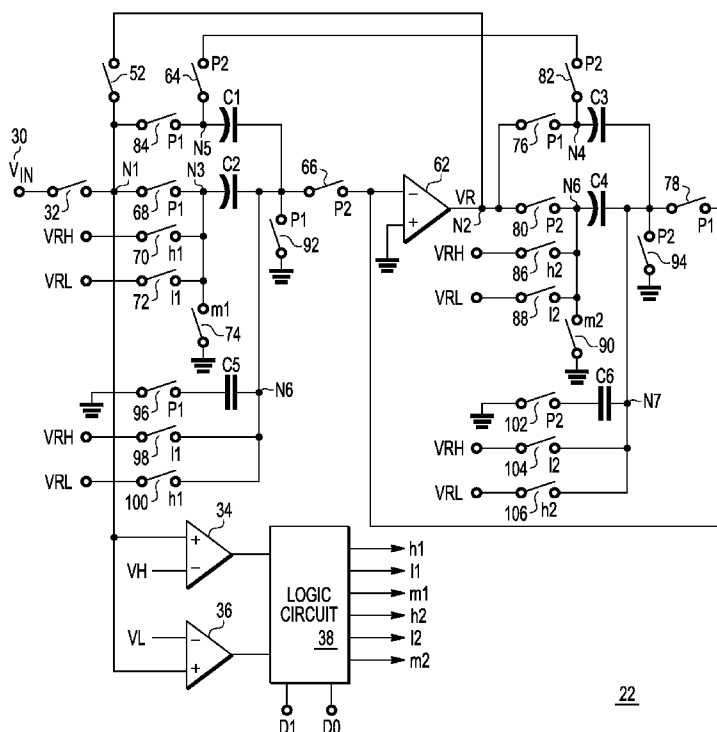 P2
52
64
P2
82
P2
C1
C3
84
P1
N5
76
P1
N4
30
VIN
32
N1
N3
C2
68
P1
66
P2
62
VR
N2
N6
C4
80
P2
78
P1
P1
92
P2
94
VRH
70
h1
VRH
86
h2
VRL
72
l1
VRL
88
l2
m1
74
m2
90
C5
N6
96
P1
C6
N7
102
P2
VRH
98
l1
VRH
104
l2
VRL
100
h1
VRL
106
h2
34
+
−
VH
36
VL
−
+
LOGIC
CIRCUIT
38
h1
l1
m1
h2
l2
m2
D1
D0
22